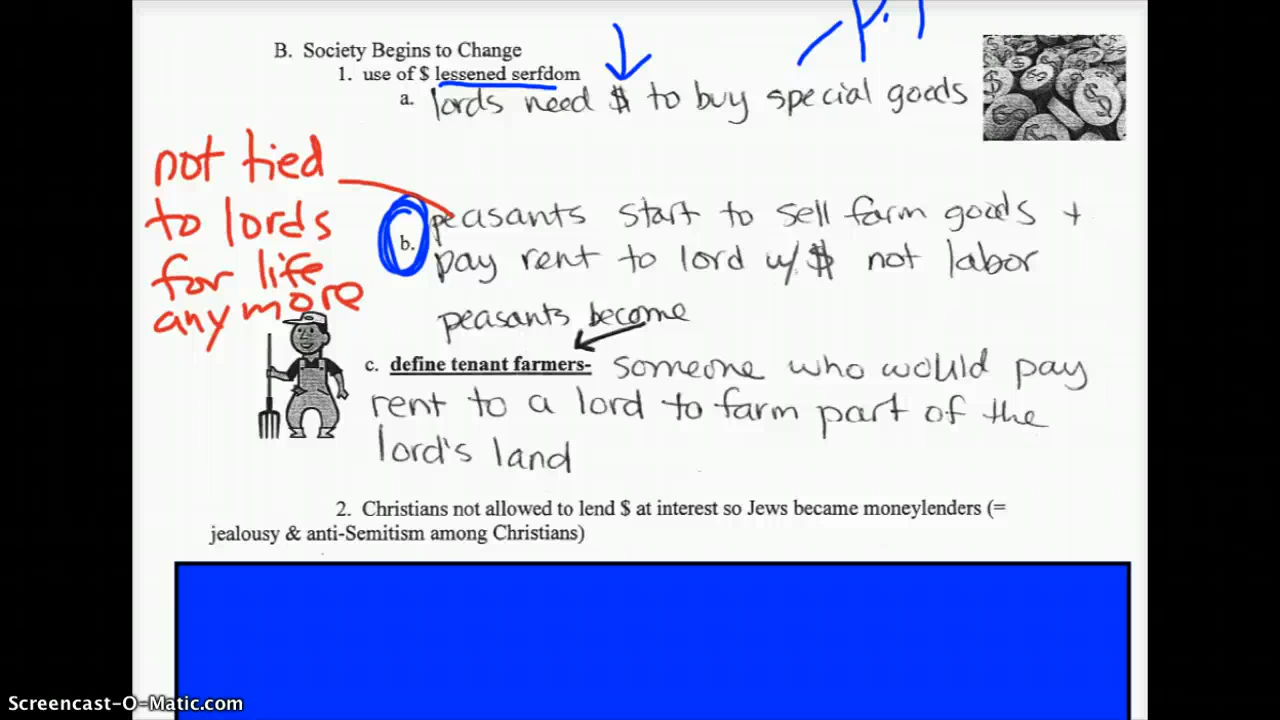 B. Society Begins to Change
1. use of $ lessened serfdom
a. lords need $ to buy special goods
not tied
to lords
for life
anymore
b. peasants start to sell farm goods +
pay rent to lord w/ $ not labor
peasants become
c. define tenant farmers- someone who would pay
rent to a lord to farm part of the
lord's land
2. Christians not allowed to lend $ at interest so Jews became moneylenders (=
jealousy & anti-Semitism among Christians)
Screencast-O-Matic.com